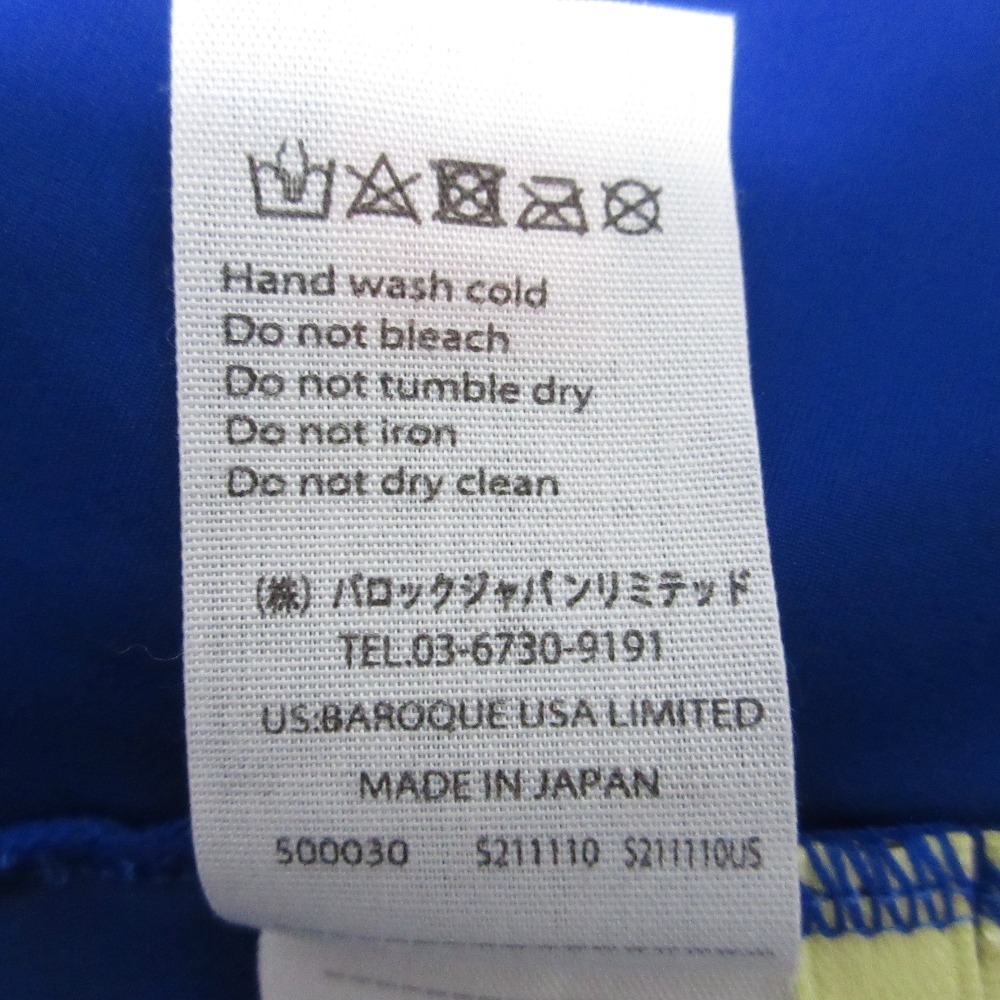 Hand wash cold
Do not bleach
Do not tumble dry
Do not iron
Do not dry clean
(株) バロックジャパンリミテッド
TEL.03-6730-9191
US:BAROQUE USA LIMITED
MADE IN JAPAN
500030 S211110 S211110US